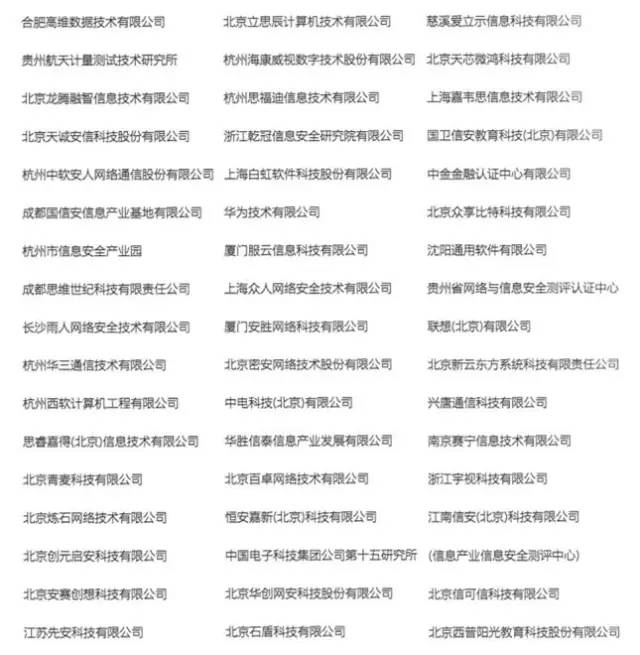 合肥高维数据技术有限公司 北京立思辰计算机技术有限公司 慈溪爱立示信息科技有限公司
贵州航天计量测试技术研究所 杭州海康威视数字技术股份有限公司 北京天芯微鸿科技有限公司
北京龙腾融智信息技术有限公司 杭州思福迪信息技术有限公司 上海嘉韦思信息技术有限公司
北京天诚安信科技股份有限公司 浙江乾冠信息安全研究院有限公司 国卫信安教育科技(北京)有限公司
杭州中软安人网络通信股份有限公司 上海白虹软件科技股份有限公司 中金金融认证中心有限公司
成都国信安信息产业基地有限公司 华为技术有限公司 北京众享比特科技有限公司
杭州市信息安全产业园 厦门服云信息科技有限公司 沈阳通用软件有限公司
成都思维世纪科技有限责任公司 上海众人网络安全技术有限公司 贵州省网络与信息安全测评认证中心
长沙雨人网络安全技术有限公司 厦门安胜网络科技有限公司 联想(北京)有限公司
杭州华三通信技术有限公司 北京密安网络技术股份有限公司 北京新云东方系统科技有限责任公司
杭州西软计算机工程有限公司 中电科技(北京)有限公司 兴唐通信科技有限公司
思睿嘉得(北京)信息技术有限公司 华胜信泰信息产业发展有限公司 南京赛宁信息技术有限公司
北京青麦科技有限公司 北京百卓网络技术有限公司 浙江宇视科技有限公司
北京炼石网络技术有限公司 恒安嘉新(北京)科技有限公司 江南信安(北京)科技有限公司
北京创元启安科技有限公司 中国电子科技集团公司第十五研究所 (信息产业信息安全测评中心)
北京安赛创想科技有限公司 北京华创网安科技股份有限公司 北京信可信科技有限公司
江苏先安科技有限公司 北京石盾科技有限公司 北京西普阳光教育科技股份有限公司